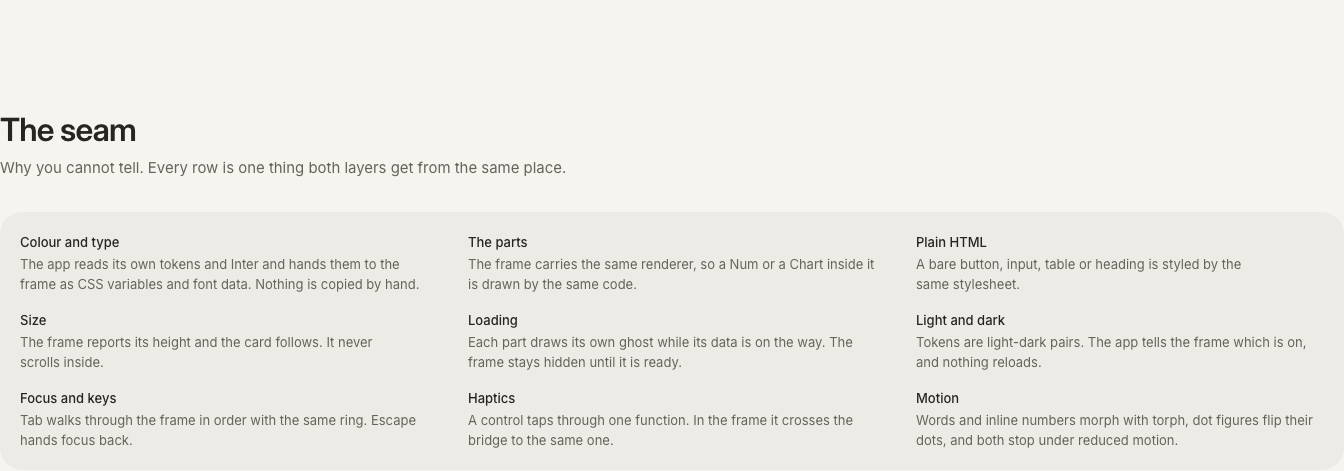 The seam
Why you cannot tell. Every row is one thing both layers get from the same place.
Colour and type
The app reads its own tokens and Inter and hands them to the
frame as CSS variables and font data. Nothing is copied by hand.
The parts
The frame carries the same renderer, so a Num or a Chart inside it
is drawn by the same code.
Plain HTML
A bare button, input, table or heading is styled by the
same stylesheet.
Size
The frame reports its height and the card follows. It never
scrolls inside.
Loading
Each part draws its own ghost while its data is on the way. The
frame stays hidden until it is ready.
Light and dark
Tokens are light-dark pairs. The app tells the frame which is on,
and nothing reloads.
Focus and keys
Tab walks through the frame in order with the same ring. Escape
hands focus back.
Haptics
A control taps through one function. In the frame it crosses the
bridge to the same one.
Motion
Words and inline numbers morph with torph, dot figures flip their
dots, and both stop under reduced motion.